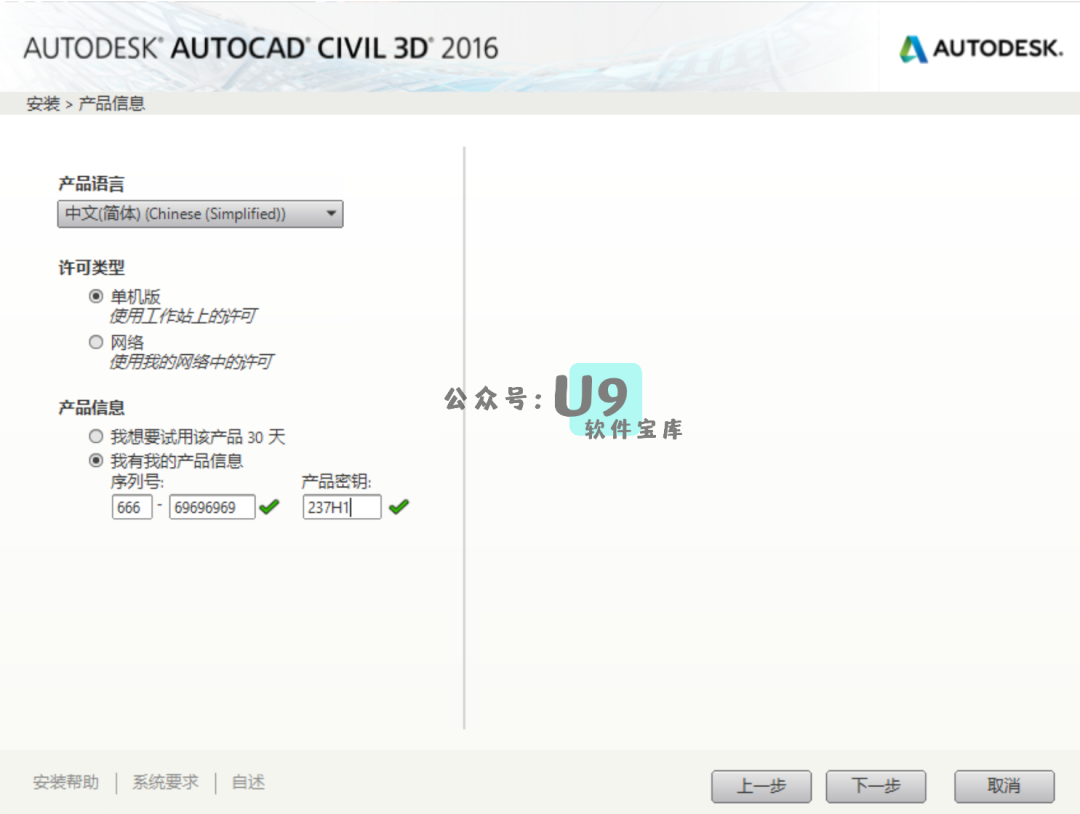 AUTODESK® AUTOCAD® CIVIL 3D® 2016
AUTODESK.
安装 > 产品信息
产品语言
中文(简体) (Chinese (Simplified))
许可类型
单机版
使用工作站上的许可
网络
使用我的网络中的许可
产品信息
我想要试用该产品 30 天
我有我的产品信息
序列号: 产品密钥:
666 - 69696969 237H1
公众号: U9
软件宝库
安装帮助 | 系统要求 | 自述
上一步 下一步 取消